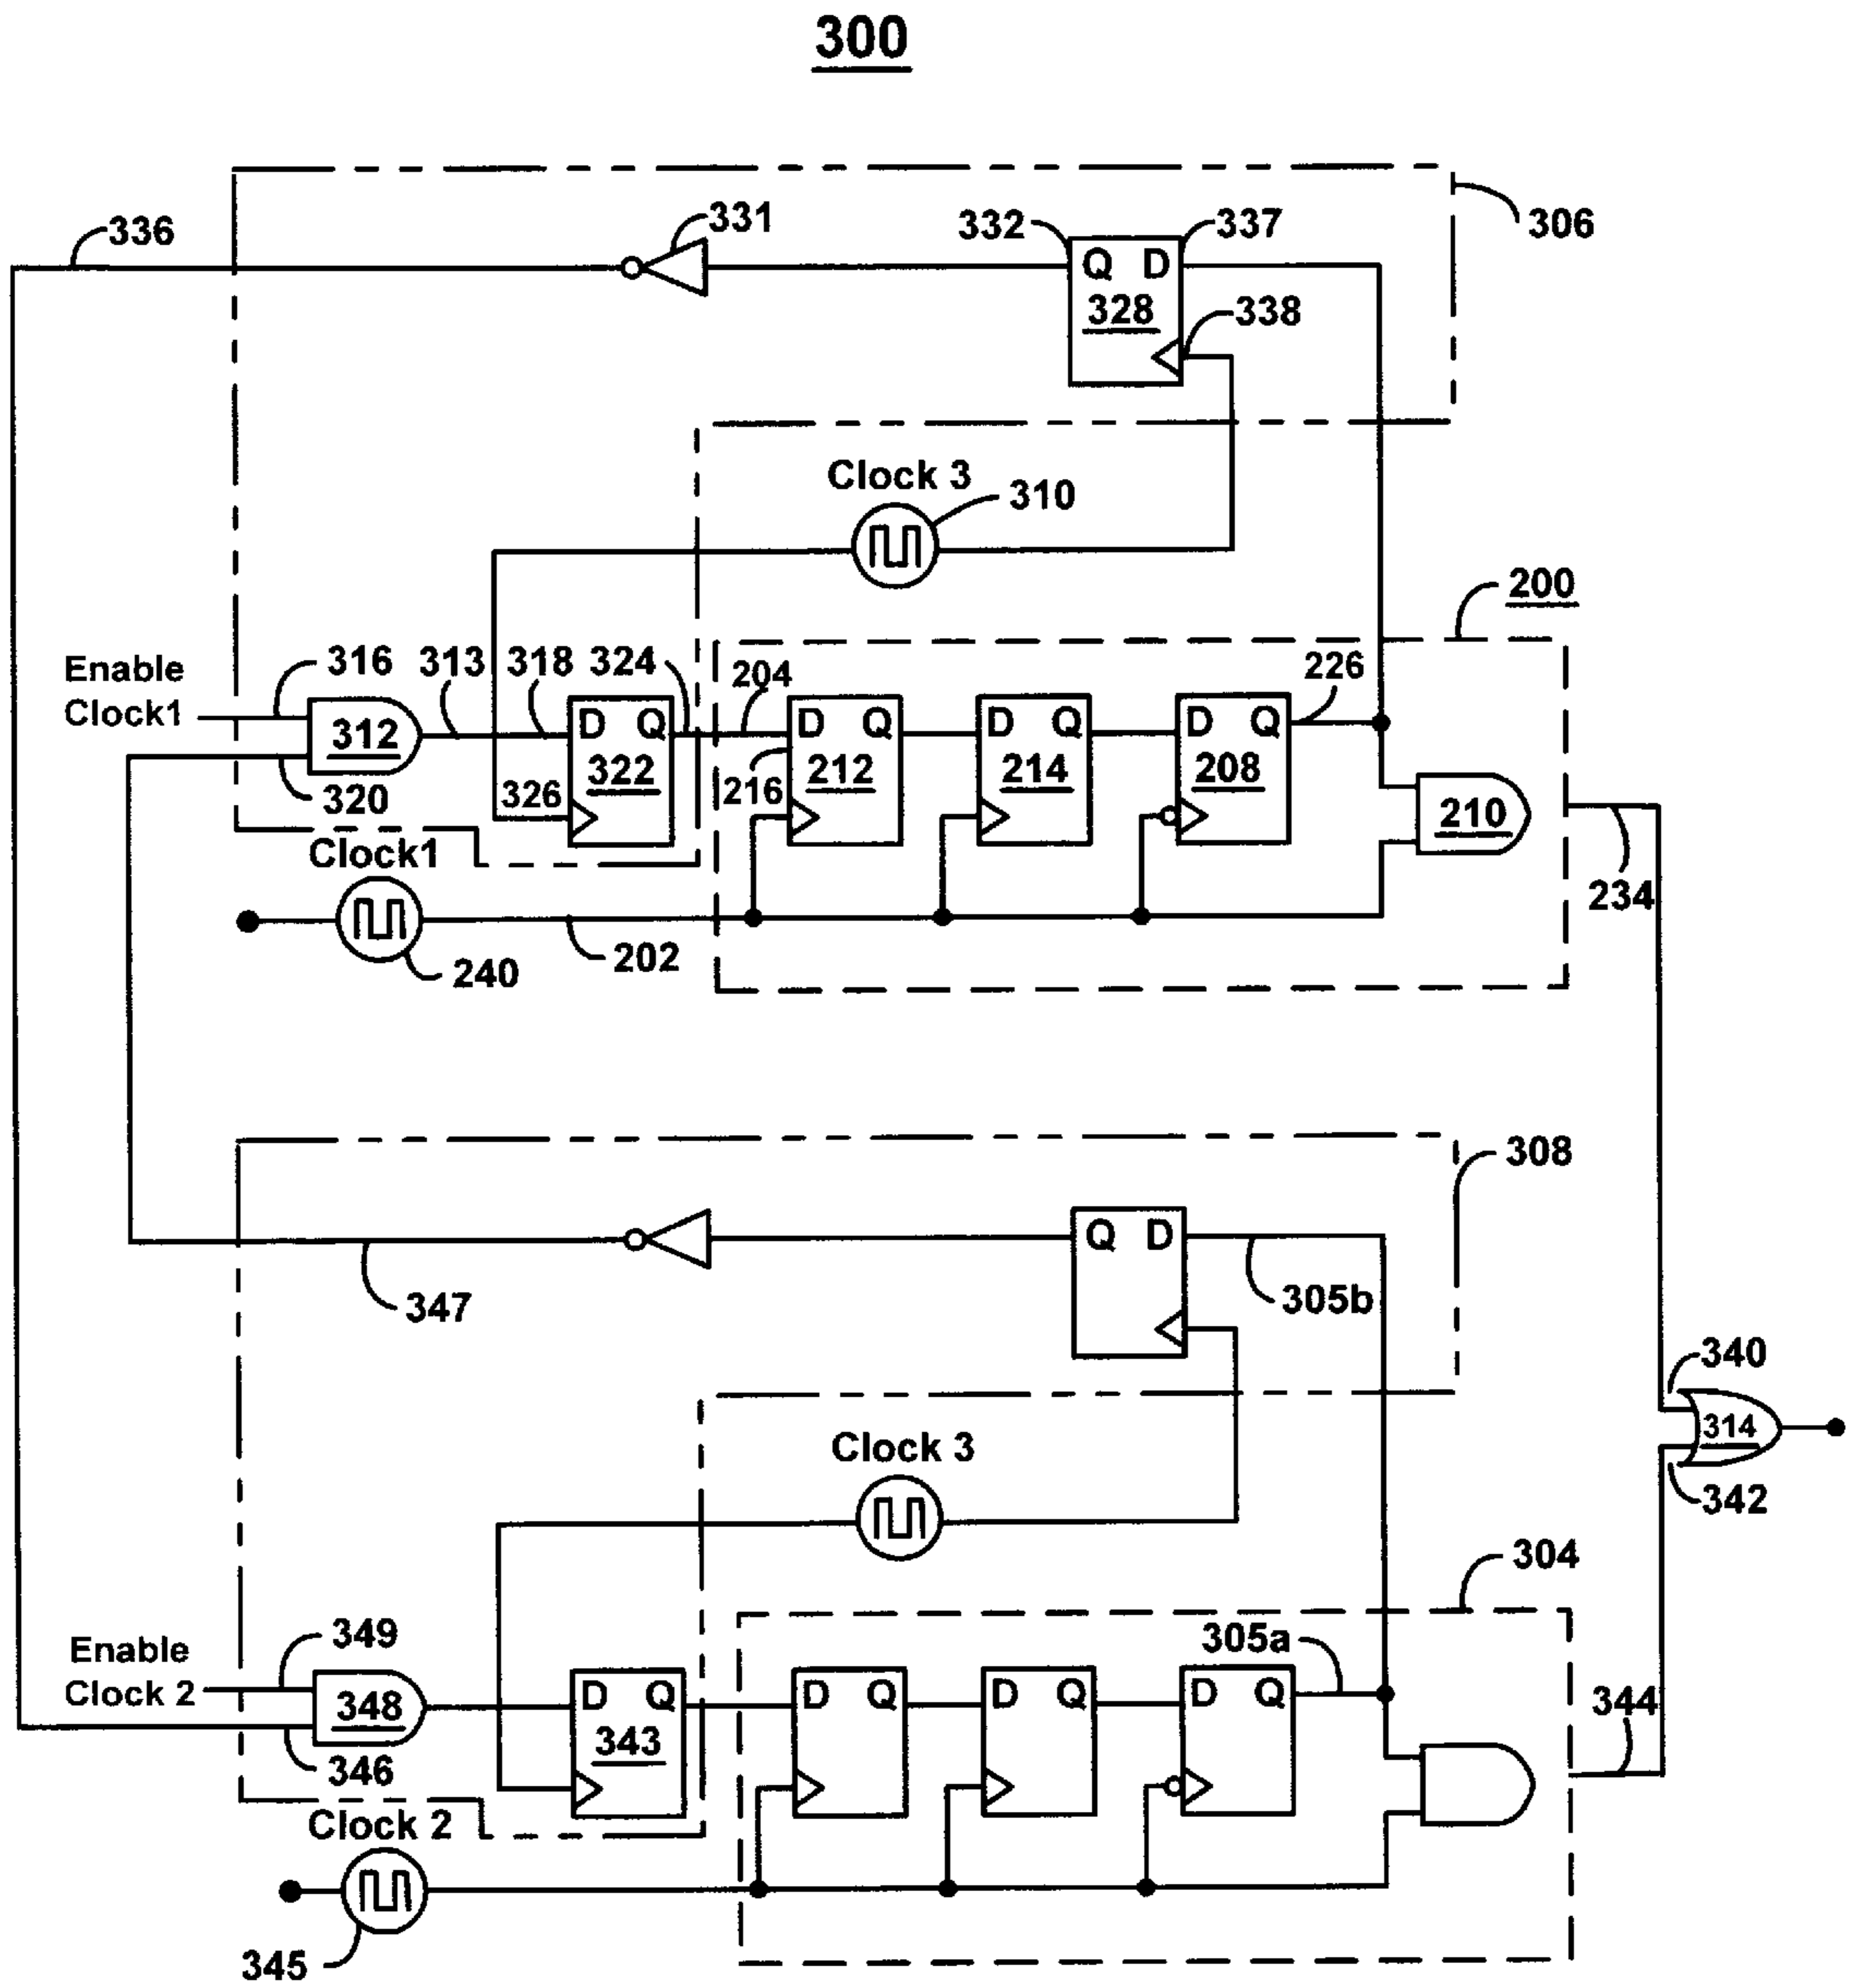 300
336
331
332
337
306
Q D
328
338
Clock 3
310
200
Enable
Clock1
316
313
318
324
204
226
312
D Q
322
D Q
212
D Q
214
D Q
208
320
326
216
210
Clock1
234
202
240
308
Q D
347
305b
340
314
342
Clock 3
304
Enable
Clock 2
349
305a
348
D Q
343
D Q
D Q
D Q
344
346
Clock 2
345